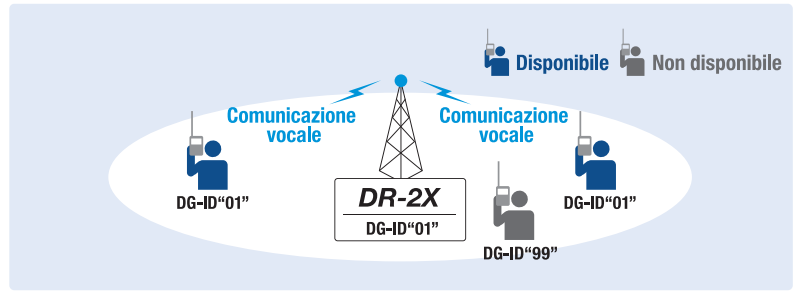 Disponibile
Non disponibile
Comunicazione
vocale
Comunicazione
vocale
DG-ID“01”
DR-2X
DG-ID“01”
DG-ID“01”
DG-ID“99”